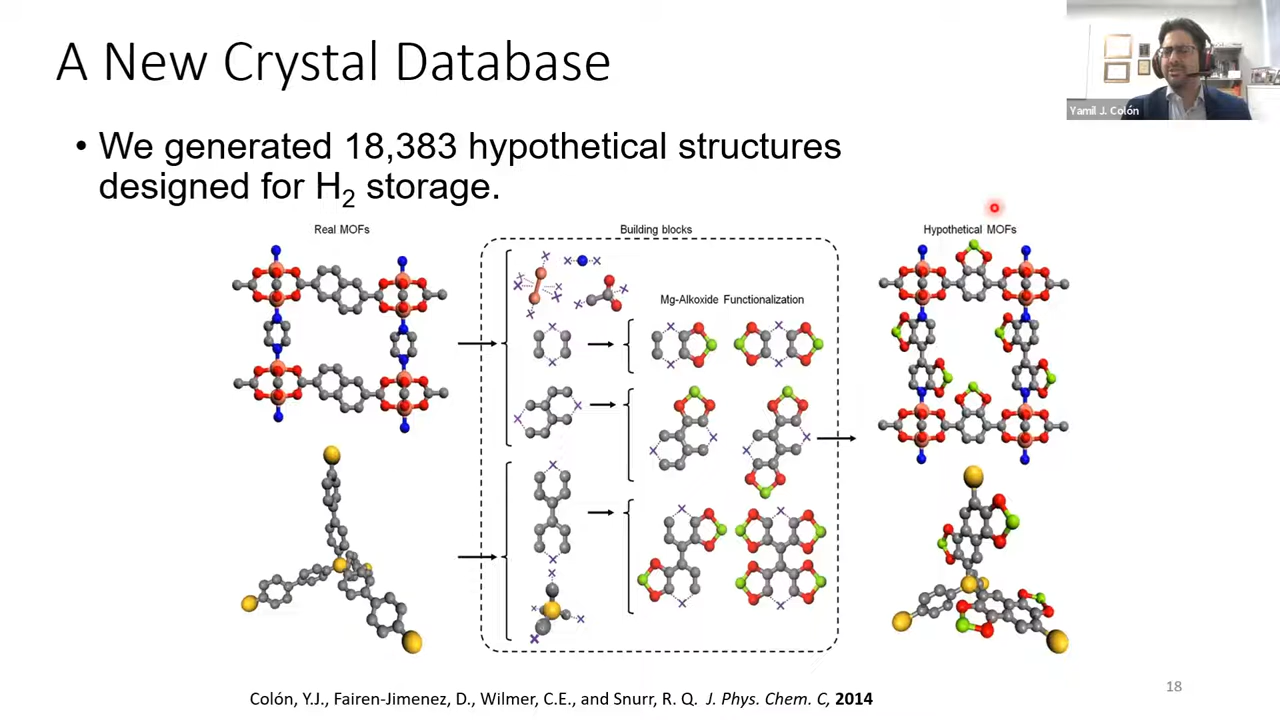 A New Crystal Database
Yamil J. Colón
• We generated 18,383 hypothetical structures
designed for H₂ storage.
Real MOFs
Building blocks
Hypothetical MOFs
Mg-Alkoxide Functionalization
Colón, Y.J., Fairen-Jimenez, D., Wilmer, C.E., and Snurr, R. Q. J. Phys. Chem. C, 2014
18